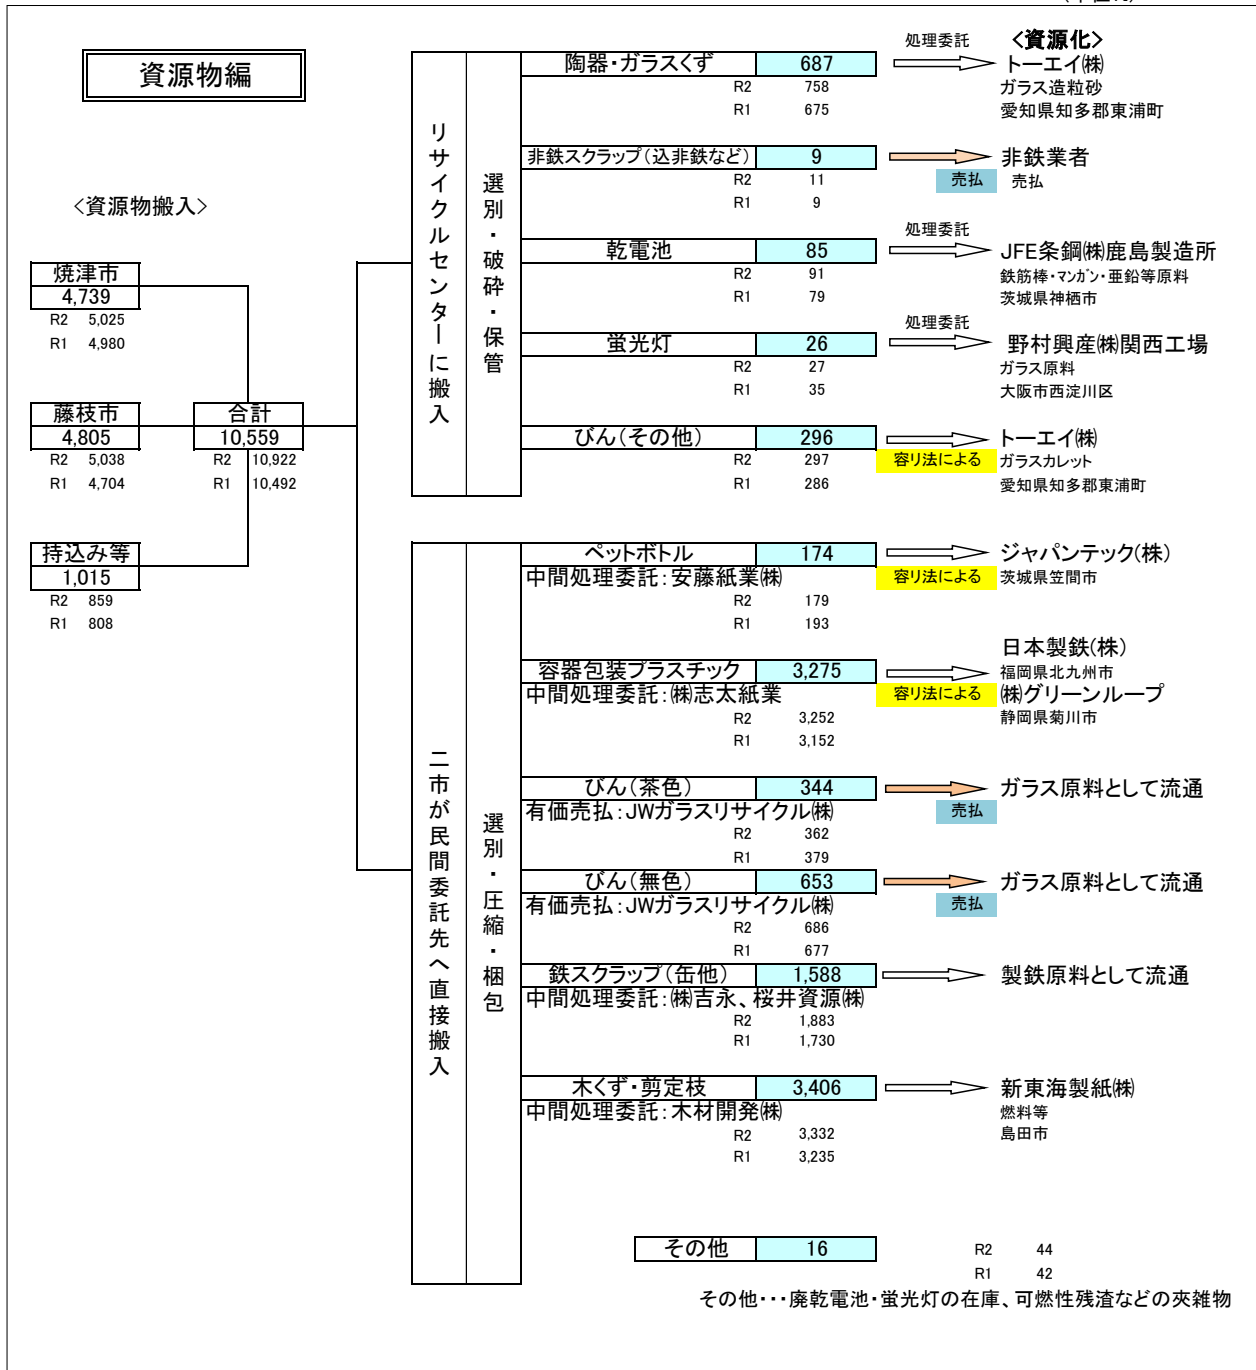 資源物編
<資源物搬入>
焼津市
4,739
R2 5,025
R1 4,980
藤枝市
4,805
R2 5,038
R1 4,704
持込み等
1,015
R2 859
R1 808
合計
10,559
R2 10,922
R1 10,492
リサイクルセンターに搬入
選別・破砕・保管
陶器・ガラスくず 687
R2 758
R1 675
処理委託
<資源化>
トーエイ㈱
ガラス造粒砂
愛知県知多郡東浦町
非鉄スクラップ(込非鉄など) 9
R2 11
R1 9
売払
非鉄業者
売払
乾電池 85
R2 91
R1 79
処理委託
JFE条鋼㈱鹿島製造所
鉄筋棒・マンガン・亜鉛等原料
茨城県神栖市
蛍光灯 26
R2 27
R1 35
処理委託
野村興産㈱関西工場
ガラス原料
大阪市西淀川区
びん(その他) 296
R2 297
R1 286
容リ法による
トーエイ㈱
ガラスカレット
愛知県知多郡東浦町
二市が民間委託先へ直接搬入
選別・圧縮・梱包
ペットボトル 174
中間処理委託:安藤紙業㈱
R2 179
R1 193
容リ法による
ジャパンテック(株)
茨城県笠間市
容器包装プラスチック 3,275
中間処理委託:㈱志太紙業
R2 3,252
R1 3,152
容リ法による
日本製鉄(株)
福岡県北九州市
㈱グリーンループ
静岡県菊川市
びん(茶色) 344
有価売払:JWガラスリサイクル㈱
R2 362
R1 379
売払
ガラス原料として流通
びん(無色) 653
有価売払:JWガラスリサイクル㈱
R2 686
R1 677
売払
ガラス原料として流通
鉄スクラップ(缶他) 1,588
中間処理委託:㈱吉永、桜井資源㈱
R2 1,883
R1 1,730
製鉄原料として流通
木くず・剪定枝 3,406
中間処理委託:木材開発㈱
R2 3,332
R1 3,235
新東海製紙㈱
燃料等
島田市
その他 16
R2 44
R1 42
その他・・・廃乾電池・蛍光灯の在庫、可燃性残渣などの夾雑物